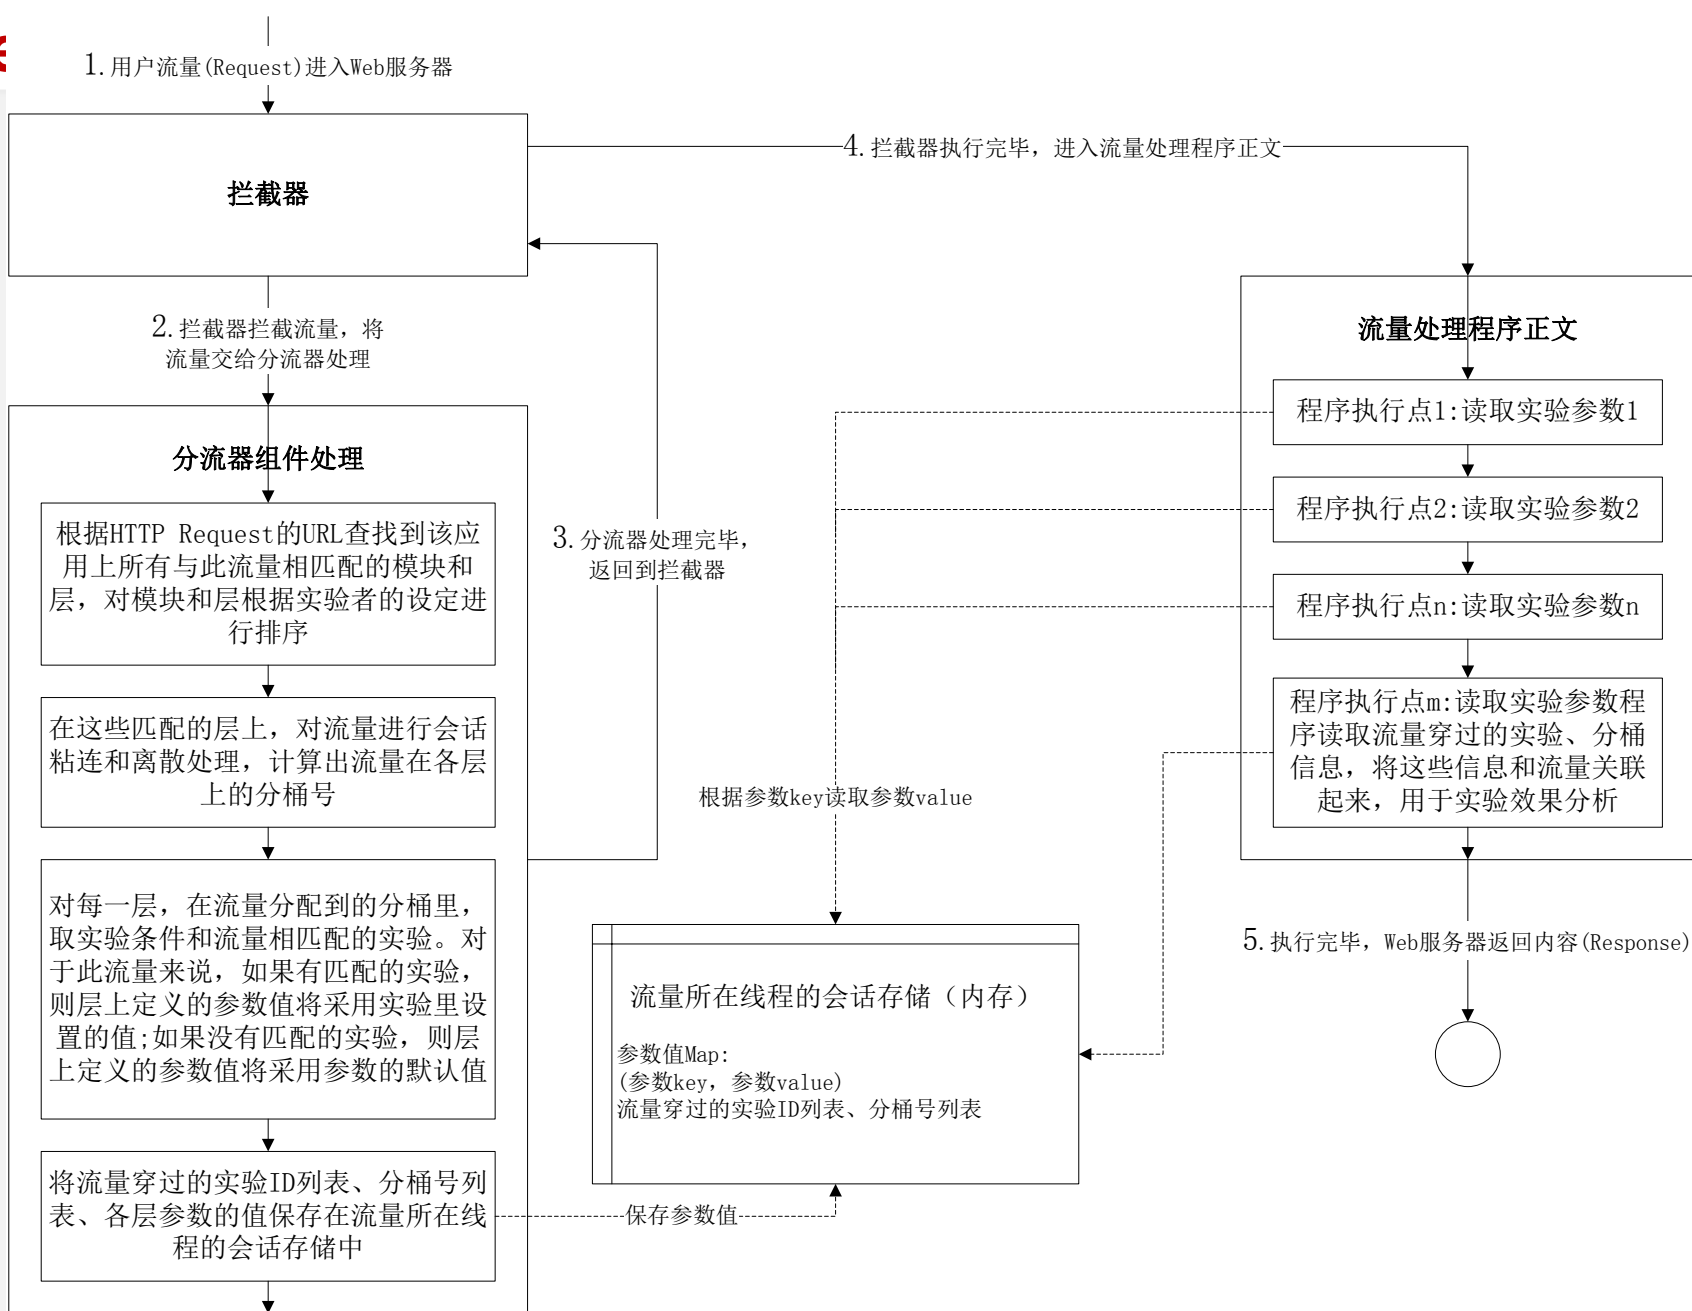 1.用户流量(Request)进入Web服务器
拦截器
4.拦截器执行完毕，进入流量处理程序正文
2.拦截器拦截流量，将
流量交给分流器处理
分流器组件处理
根据HTTP Request的URL查找到该应
用上所有与此流量相匹配的模块和
层，对模块和层根据实验者的设定进
行排序
在这些匹配的层上，对流量进行会话
粘连和离散处理，计算出流量在各层
上的分桶号
对每一层，在流量分配到的分桶里，
取实验条件和流量相匹配的实验。对
于此流量来说，如果有匹配的实验，
则层上定义的参数值将采用实验里设
置的值;如果没有匹配的实验，则层
上定义的参数值将采用参数的默认值
将流量穿过的实验ID列表、分桶号列
表、各层参数的值保存在流量所在线
程的会话存储中
3.分流器处理完毕，
返回到拦截器
保存参数值
根据参数key读取参数value
流量所在线程的会话存储（内存）
参数值Map:
(参数key，参数value)
流量穿过的实验ID列表、分桶号列表
流量处理程序正文
程序执行点1:读取实验参数1
程序执行点2:读取实验参数2
程序执行点n:读取实验参数n
程序执行点m:读取实验参数程
序读取流量穿过的实验、分桶
信息，将这些信息和流量关联
起来，用于实验效果分析
5.执行完毕，Web服务器返回内容(Response)